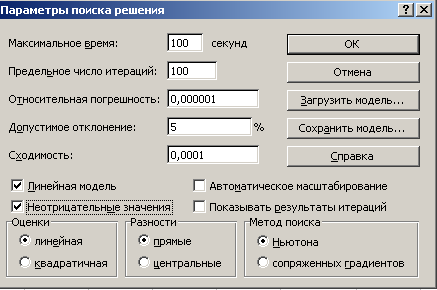 Параметры поиска решения
Максимальное время: 100 секунд OK
Предельное число итераций: 100 Отмена
Относительная погрешность: 0,000001 Загрузить модель...
Допустимое отклонение: 5 % Сохранить модель...
Сходимость: 0,0001 Справка
Линейная модель Автоматическое масштабирование
Неотрицательные значения Показывать результаты итераций
Оценки Разности Метод поиска
линейная прямые Ньютона
квадратичная центральные сопряженных градиентов